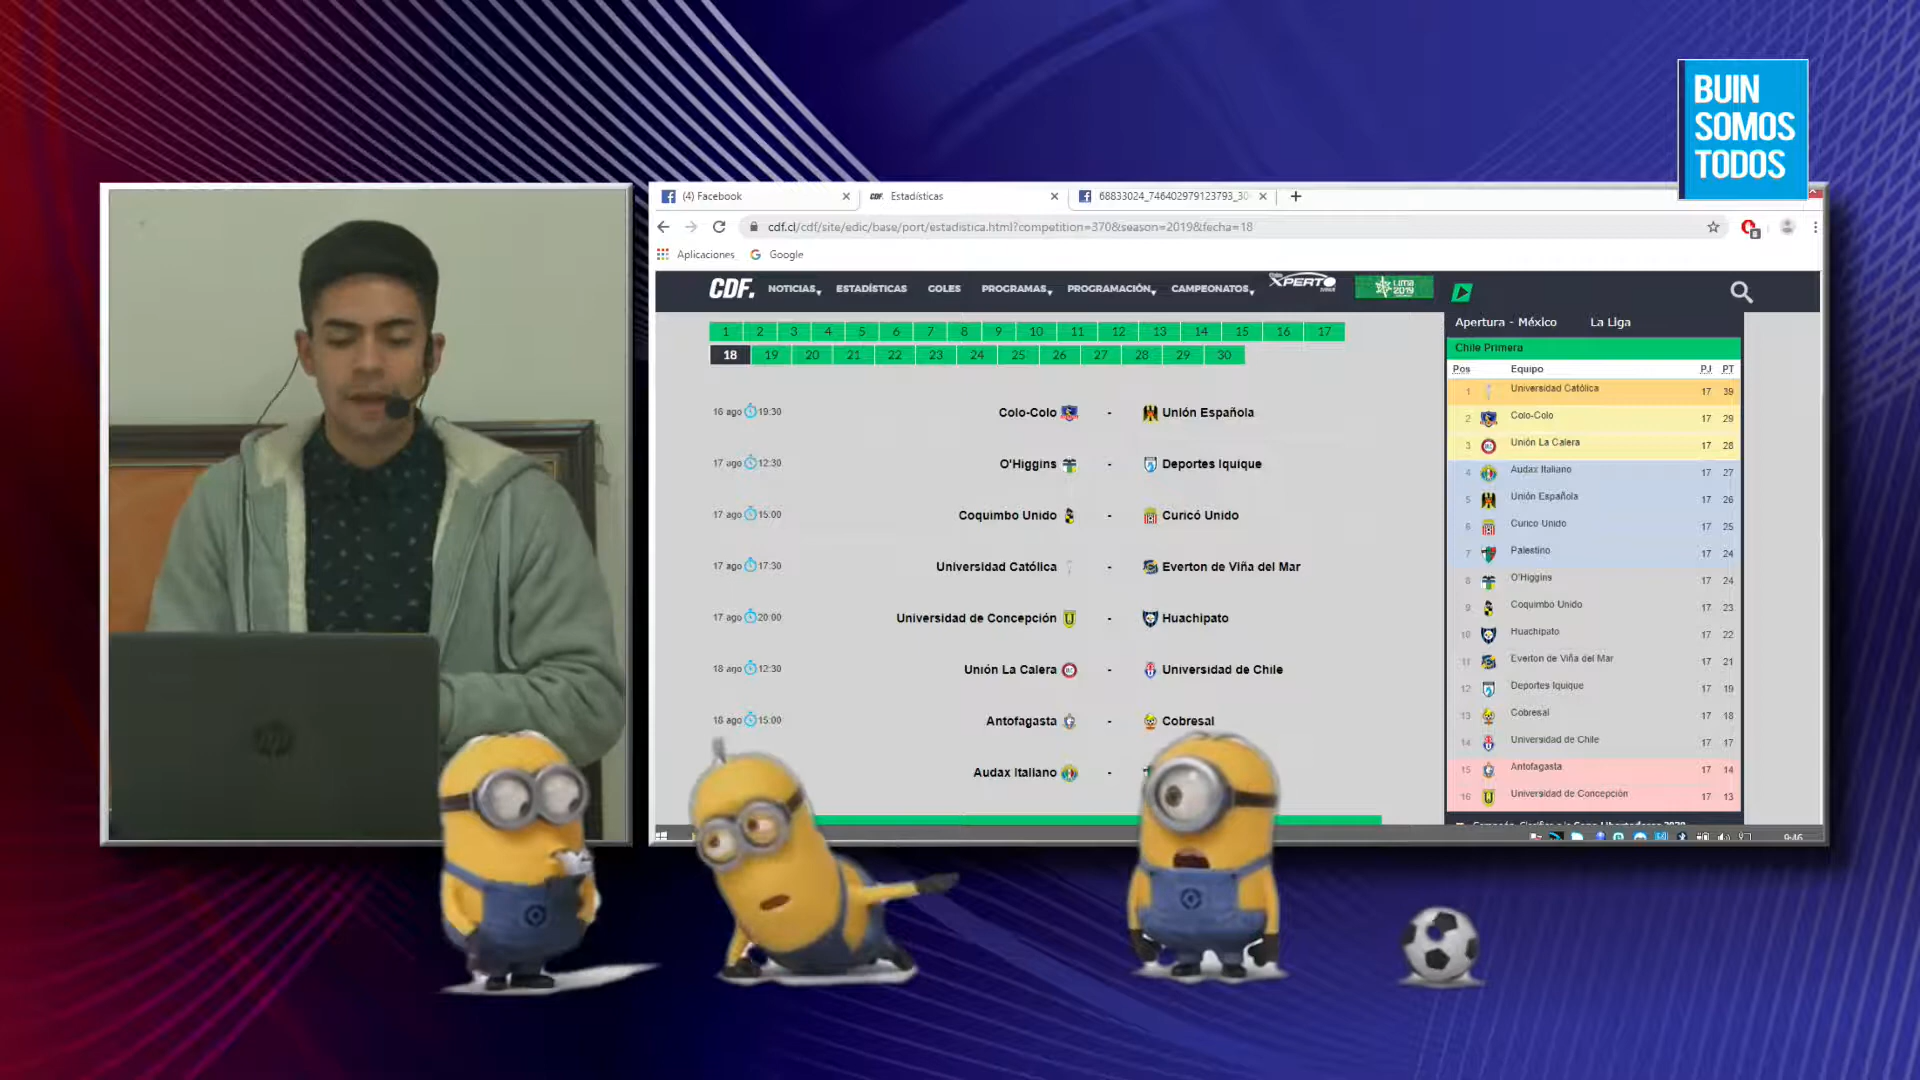 BUIN
SOMOS
TODOS
(4) Facebook
CDF. Estadísticas
68833024_746402979123793_30
cdf.cl/cdf/site/edic/base/port/estadistica.html?competition=370&season=2019&fecha=18
Aplicaciones Google
CDF. NOTICIAS ESTADÍSTICAS GOLES PROGRAMAS PROGRAMACIÓN CAMPEONATOS XPERTO LIMA 2019
1 2 3 4 5 6 7 8 9 10 11 12 13 14 15 16 17
18 19 20 21 22 23 24 25 26 27 28 29 30
16 ago 19:30 Colo-Colo - Unión Española
17 ago 12:30 O'Higgins - Deportes Iquique
17 ago 15:00 Coquimbo Unido - Curicó Unido
17 ago 17:30 Universidad Católica - Everton de Viña del Mar
17 ago 20:00 Universidad de Concepción - Huachipato
18 ago 12:30 Unión La Calera - Universidad de Chile
18 ago 15:00 Antofagasta - Cobresal
Audax Italiano -
Apertura - México La Liga
Chile Primera
Pos Equipo PJ PT
1 Universidad Católica 17 39
2 Colo-Colo 17 29
3 Unión La Calera 17 28
4 Audax Italiano 17 27
5 Unión Española 17 26
6 Curicó Unido 17 25
7 Palestino 17 24
8 O'Higgins 17 24
9 Coquimbo Unido 17 23
10 Huachipato 17 22
11 Everton de Viña del Mar 17 21
12 Deportes Iquique 17 19
13 Cobresal 17 18
14 Universidad de Chile 17 17
15 Antofagasta 17 14
16 Universidad de Concepción 17 13
9:46